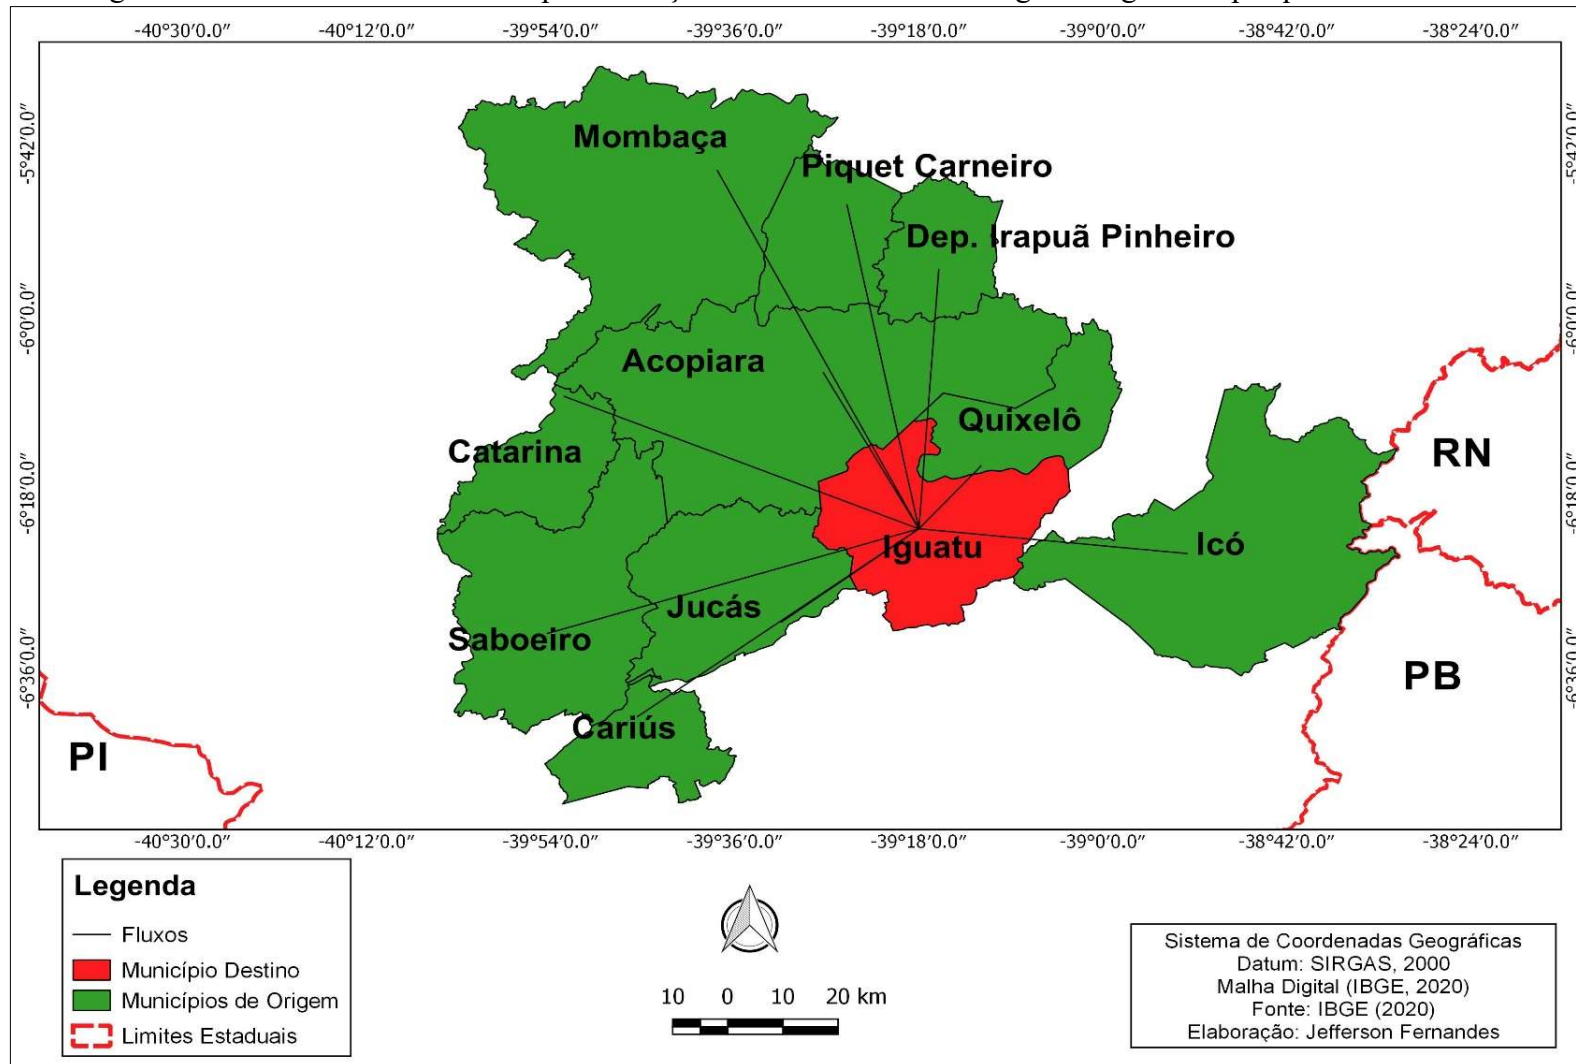 -40°30′0.0″ -40°12′0.0″ -39°54′0.0″ -39°36′0.0″ -39°18′0.0″ -39°0′0.0″ -38°42′0.0″ -38°24′0.0″
-5°42′0.0″ -5°42′0.0″
Mombaça
Piquet Carneiro
Dep. Irapuã Pinheiro
-6°0′0.0″ -6°0′0.0″
Acopiara
Quixelô
Catarina
RN
-6°18′0.0″ -6°18′0.0″
Iguatu
Icó
Jucás
Saboeiro
-6°36′0.0″ -6°36′0.0″
PB
Cariús
PI
-40°30′0.0″ -40°12′0.0″ -39°54′0.0″ -39°36′0.0″ -39°18′0.0″ -39°0′0.0″ -38°42′0.0″ -38°24′0.0″
Legenda
Fluxos
Município Destino
Municípios de Origem
Limites Estaduais
10 0 10 20 km
Sistema de Coordenadas Geográficas
Datum: SIRGAS, 2000
Malha Digital (IBGE, 2020)
Fonte: IBGE (2020)
Elaboração: Jefferson Fernandes